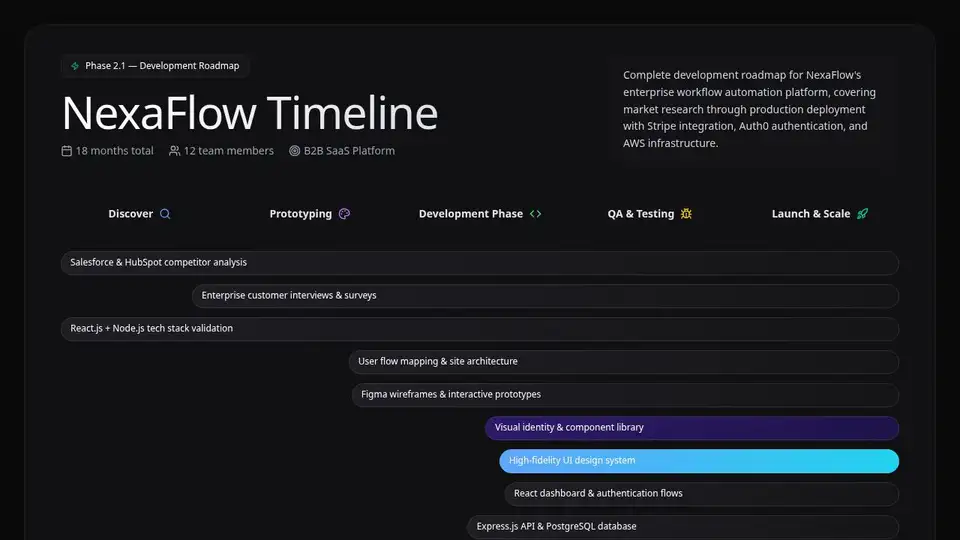 Phase 2.1 — Development Roadmap
NexaFlow Timeline
18 months total
12 team members
B2B SaaS Platform
Complete development roadmap for NexaFlow's
enterprise workflow automation platform, covering
market research through production deployment
with Stripe integration, Auth0 authentication, and
AWS infrastructure.
Discover
Prototyping
Development Phase
QA & Testing
Launch & Scale
Salesforce & HubSpot competitor analysis
Enterprise customer interviews & surveys
React.js + Node.js tech stack validation
User flow mapping & site architecture
Figma wireframes & interactive prototypes
Visual identity & component library
High-fidelity UI design system
React dashboard & authentication flows
Express.js API & PostgreSQL database